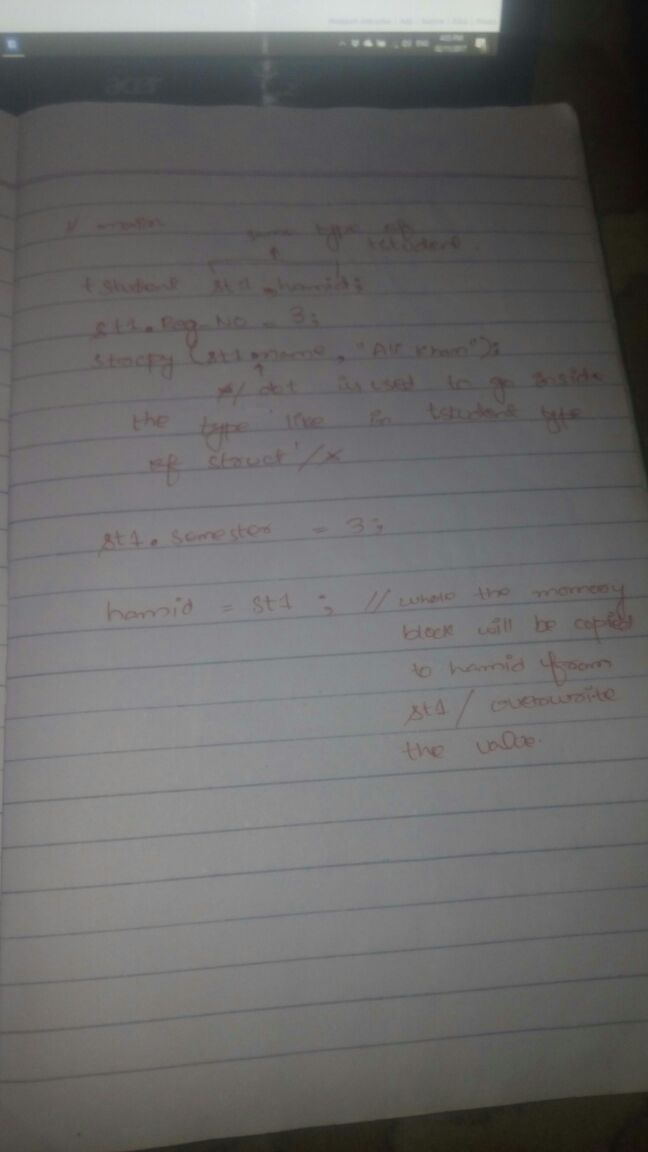 acer
// main
same type of
tstudent.
tstudent st1, hamid;
st1.Reg-No = 3;
strcpy (st1.name, "Ali Khan");
*/ dot is used to go inside
the type like in tstudent type
of struct /*
st1.semester = 3;
hamid = st1 ; // whole the memory
block will be copied
to hamid from
st1 / overwrite
the value.